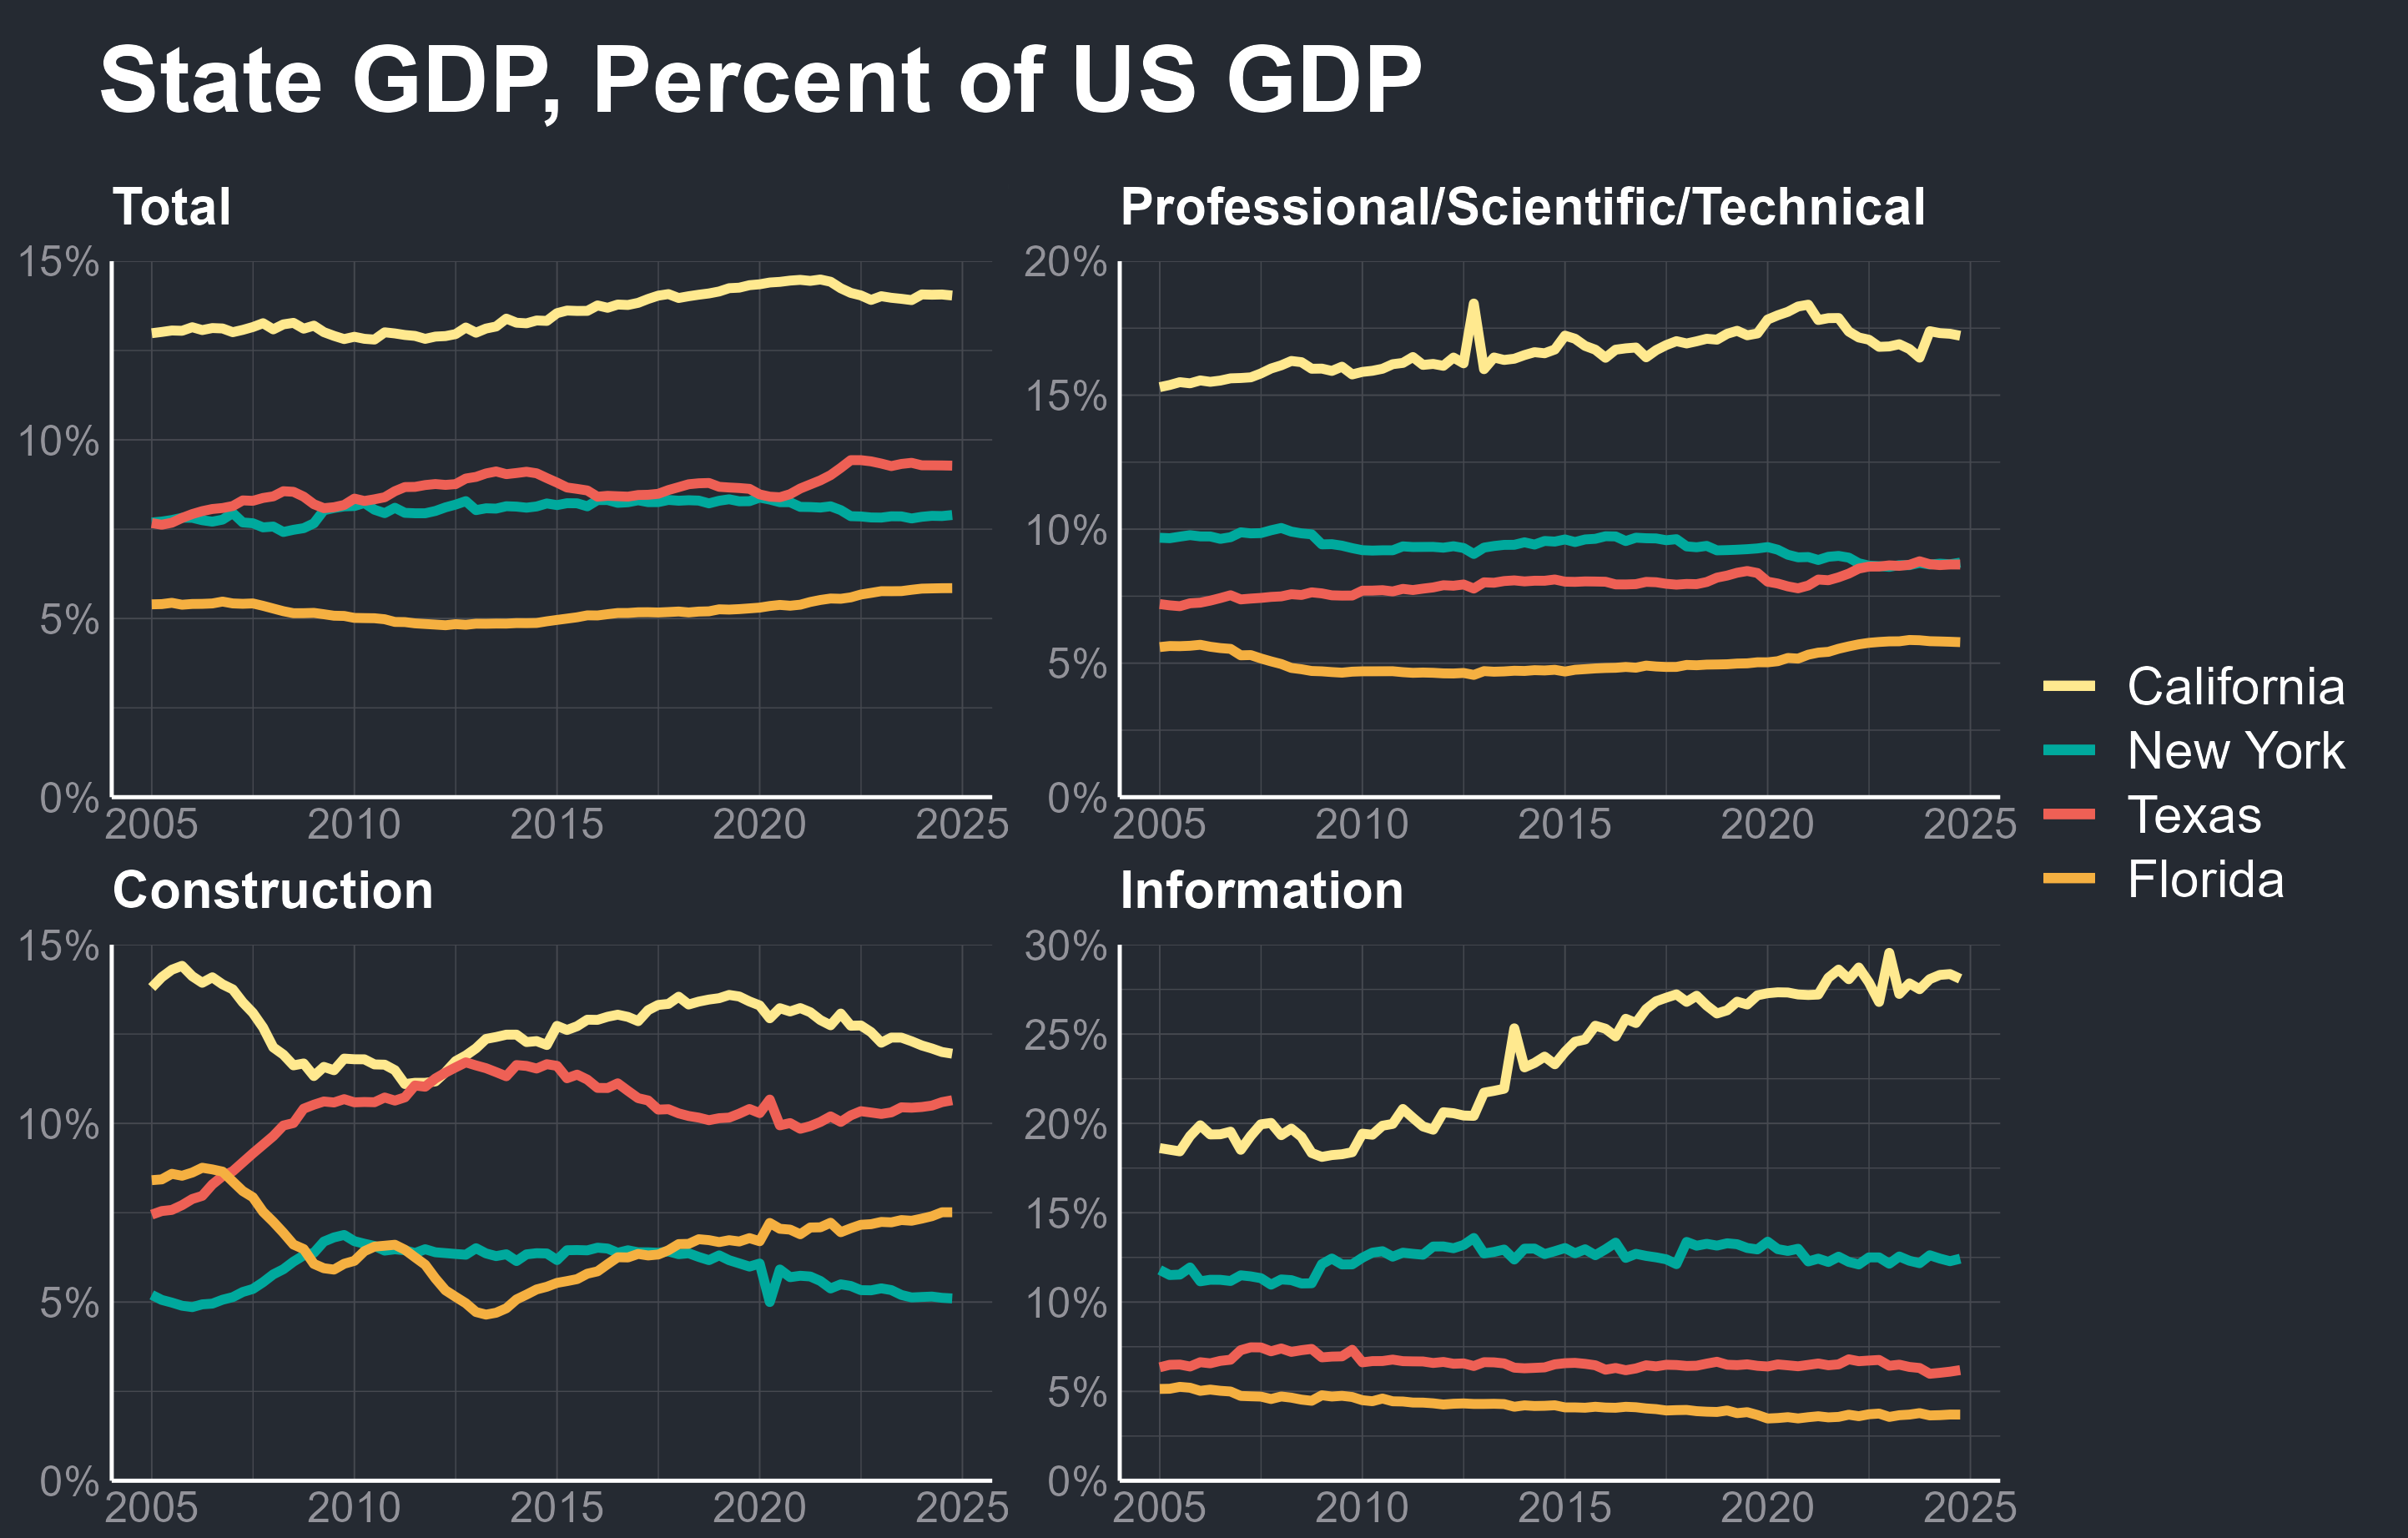 State GDP, Percent of US GDP
Total
15%
10%
5%
0%
2005 2010 2015 2020 2025
Professional/Scientific/Technical
20%
15%
10%
5%
0%
2005 2010 2015 2020 2025
Construction
15%
10%
5%
0%
2005 2010 2015 2020 2025
Information
30%
25%
20%
15%
10%
5%
0%
2005 2010 2015 2020 2025
California
New York
Texas
Florida